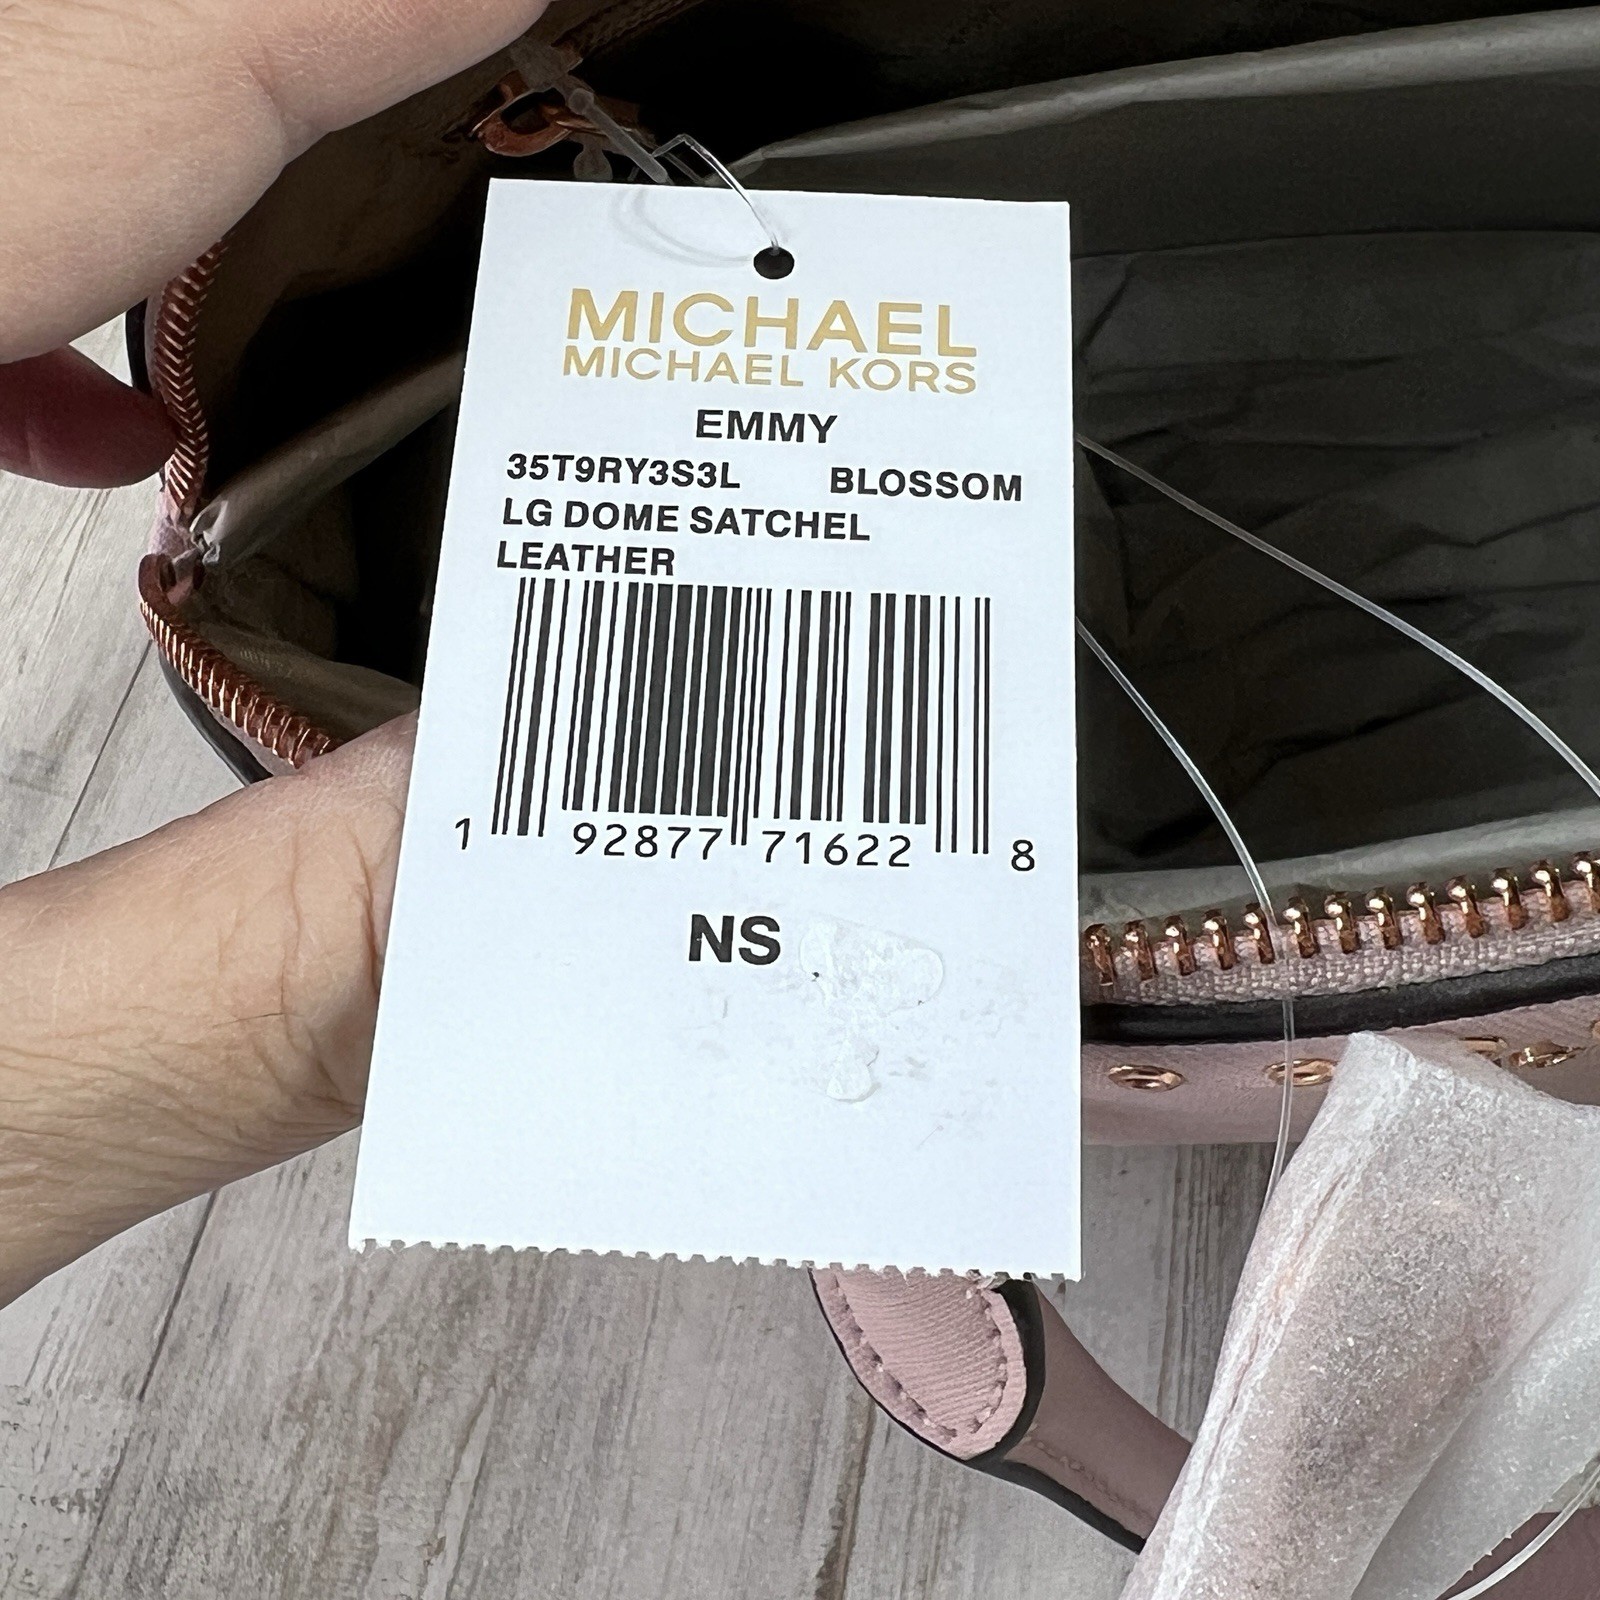 MICHAEL
MICHAEL KORS
EMMY
35T9RY3S3L BLOSSOM
LG DOME SATCHEL
LEATHER
1 92877 71622 8
NS